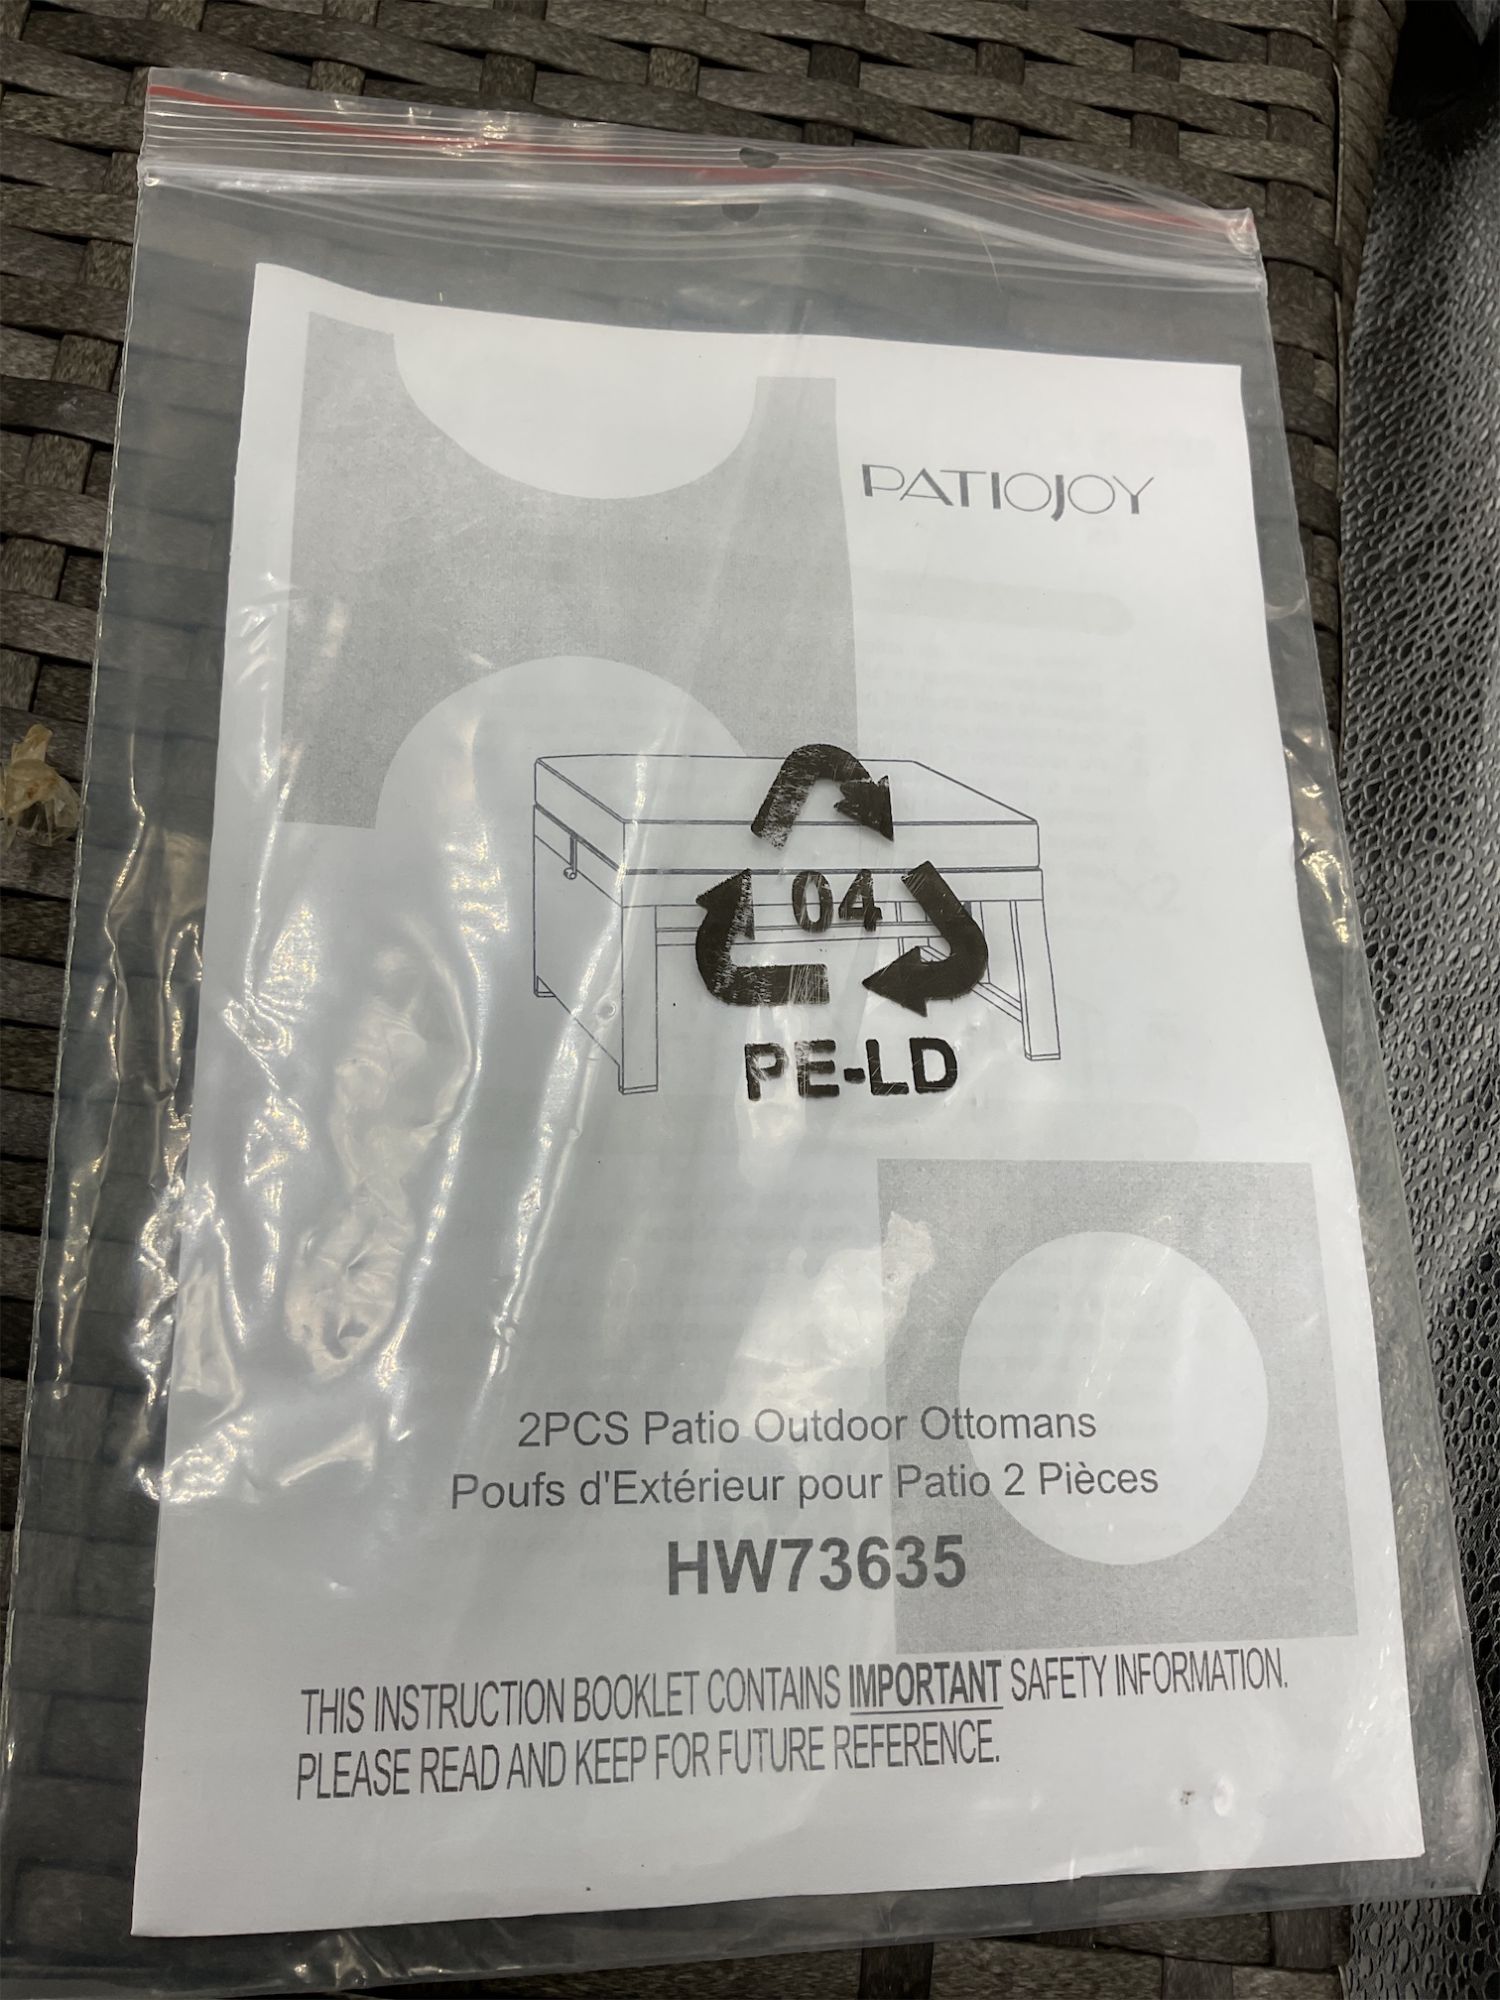 PATIOJOY
04
PE-LD
2PCS Patio Outdoor Ottomans
Poufs d'Extérieur pour Patio 2 Pièces
HW73635
THIS INSTRUCTION BOOKLET CONTAINS IMPORTANT SAFETY INFORMATION.
PLEASE READ AND KEEP FOR FUTURE REFERENCE.